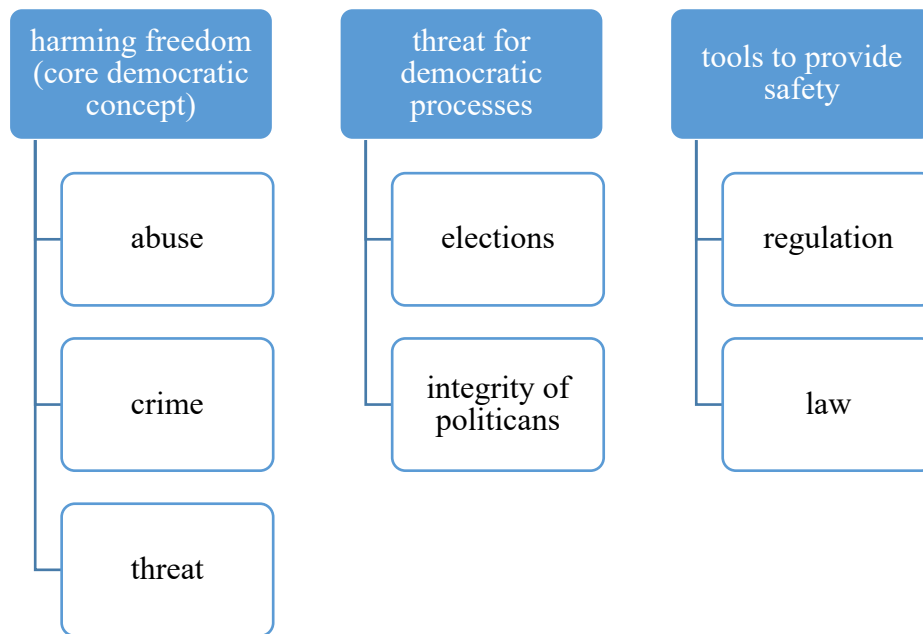 harming freedom
(core democratic
concept)
abuse
crime
threat
threat for
democratic
processes
elections
integrity of
politicans
tools to provide
safety
regulation
law